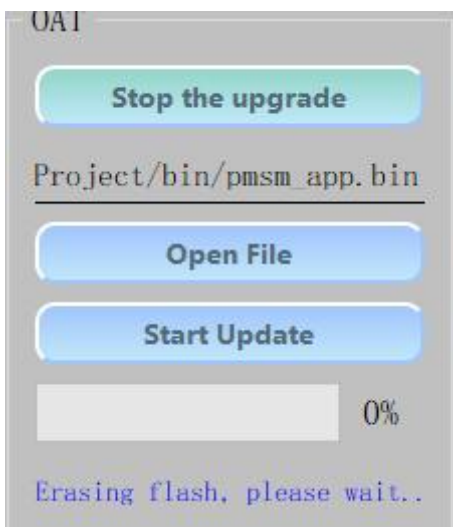 OAT
Stop the upgrade
Project/bin/pmsm_app.bin
Open File
Start Update
0%
Erasing flash, please wait..